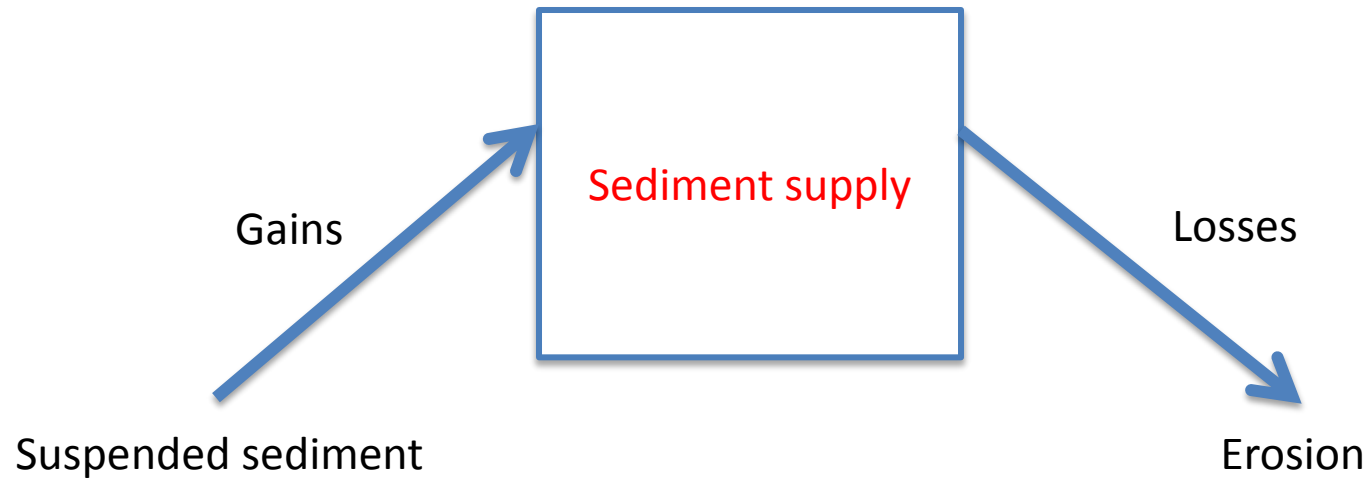 Sediment supply
Gains
Losses
Suspended sediment
Erosion